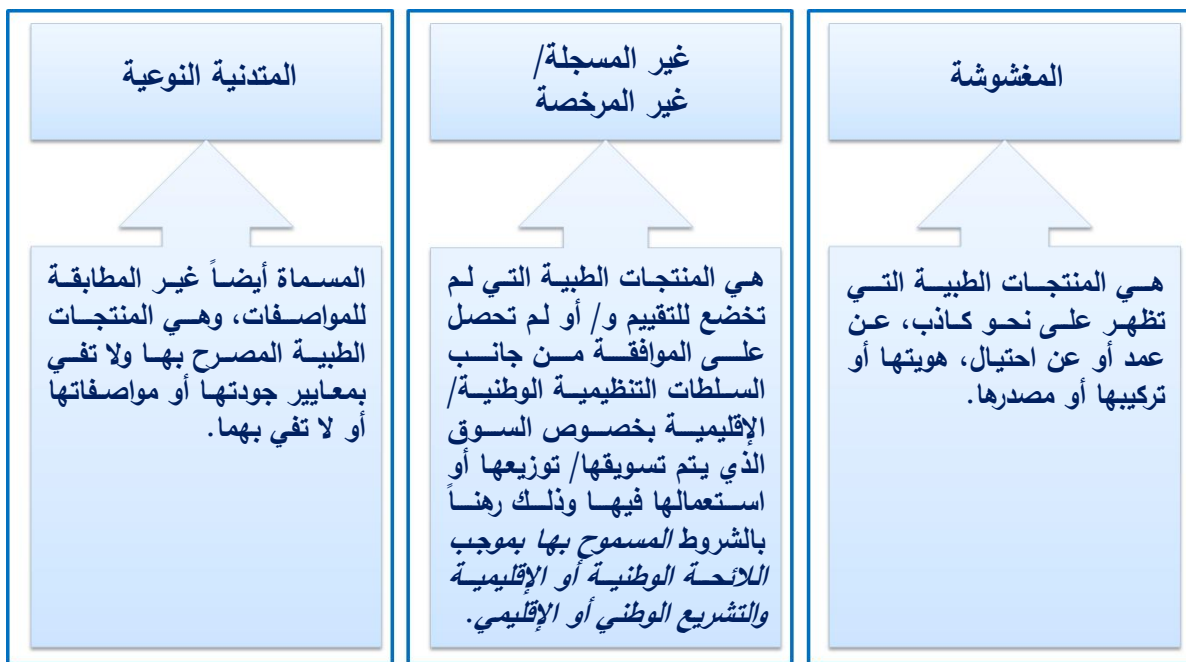 المغشوشة
هي المنتجات الطبية التي
تظهر على نحو كاذب، عن
عمد أو عن احتيال، هويتها أو
تركيبها أو مصدرها.
غير المسجلة/
غير المرخصة
هي المنتجات الطبية التي لم
تخضع للتقييم و/ أو لم تحصل
على الموافقة من جانب
السلطات التنظيمية الوطنية/
الإقليمية بخصوص السوق
الذي يتم تسويقها/ توزيعها أو
استعمالها فيها وذلك رهناً
بالشروط المسموح بها بموجب
اللائحة الوطنية أو الإقليمية
والتشريع الوطني أو الإقليمي.
المتدنية النوعية
المسماة أيضاً غير المطابقة
للمواصفات، وهي المنتجات
الطبية المصرح بها ولا تفي
بمعايير جودتها أو مواصفاتها
أو لا تفي بهما.